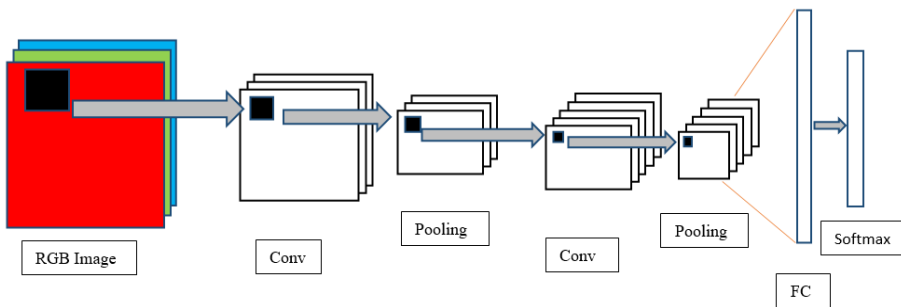 RGB Image
Conv
Pooling
Conv
Pooling
FC
Softmax